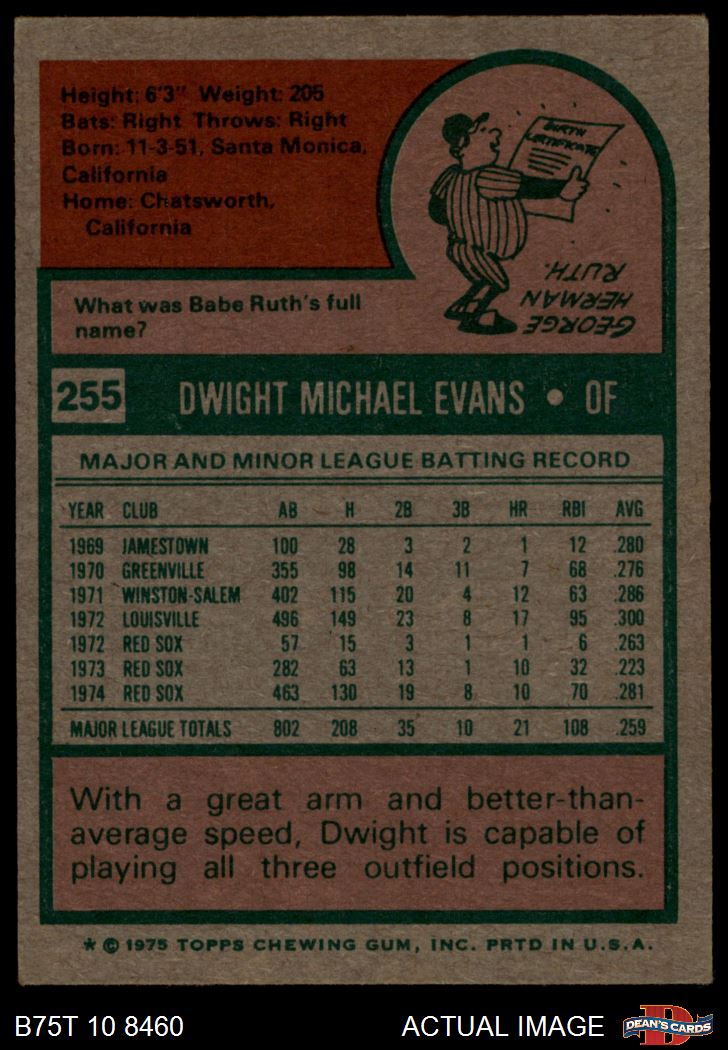 Height: 6'3" Weight: 205
Bats: Right Throws: Right
Born: 11-3-51, Santa Monica,
California
Home: Chatsworth,
California
BIRTH
CERTIFICATE
GEORGE
HERMAN
RUTH.
What was Babe Ruth's full
name?
255 DWIGHT MICHAEL EVANS • OF
MAJOR AND MINOR LEAGUE BATTING RECORD
YEAR CLUB AB H 2B 3B HR RBI AVG
1969 JAMESTOWN 100 28 3 2 1 12 .280
1970 GREENVILLE 355 98 14 11 7 68 .276
1971 WINSTON-SALEM 402 115 20 4 12 63 .286
1972 LOUISVILLE 496 149 23 8 17 95 .300
1972 RED SOX 57 15 3 1 1 6 .263
1973 RED SOX 282 63 13 1 10 32 .223
1974 RED SOX 463 130 19 8 10 70 .281
MAJOR LEAGUE TOTALS 802 208 35 10 21 108 .259
With a great arm and better-than-
average speed, Dwight is capable of
playing all three outfield positions.
* © 1975 TOPPS CHEWING GUM, INC. PRTD IN U.S.A.
B75T 10 8460 ACTUAL IMAGE
D
DEAN'S CARDS